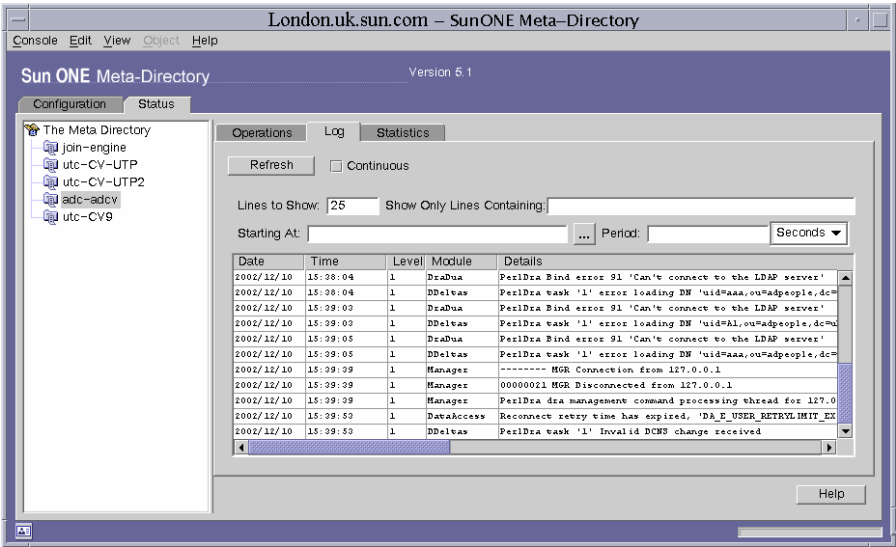 London.uk.sun.com – SunONE Meta–Directory
Console Edit View Object Help
Sun ONE Meta-Directory Version 5.1
Configuration Status
The Meta Directory
join–engine
utc–CV–UTP
utc–CV–UTP2
adc–adcv
utc–CV9
Operations Log Statistics
Refresh Continuous
Lines to Show: 25 Show Only Lines Containing:
Starting At: ... Period: Seconds
Date Time Level Module Details
2002/12/10 15:38:04 1 DraDua PerlDra Bind error 91 'Can't connect to the LDAP server'
2002/12/10 15:38:04 1 DDeltas PerlDra task '1' error loading DN 'uid=aaa,ou=adpeople,dc=
2002/12/10 15:39:03 1 DraDua PerlDra Bind error 91 'Can't connect to the LDAP server'
2002/12/10 15:39:03 1 DDeltas PerlDra task '1' error loading DN 'uid=A1,ou=adpeople,dc=u
2002/12/10 15:39:05 1 DraDua PerlDra Bind error 91 'Can't connect to the LDAP server'
2002/12/10 15:39:05 1 DDeltas PerlDra task '1' error loading DN 'uid=aaa,ou=adpeople,dc=
2002/12/10 15:39:39 1 Manager -------- MGR Connection from 127.0.0.1
2002/12/10 15:39:39 1 Manager 00000021 MGR Disconnected from 127.0.0.1
2002/12/10 15:39:39 1 Manager PerlDra dra management command processing thread for 127.0
2002/12/10 15:39:53 1 DataAccess Reconnect retry time has expired, 'DA_E_USER_RETRYLIMIT_EX
2002/12/10 15:39:53 1 DDeltas PerlDra task '1' Invalid DCNS change received
Help